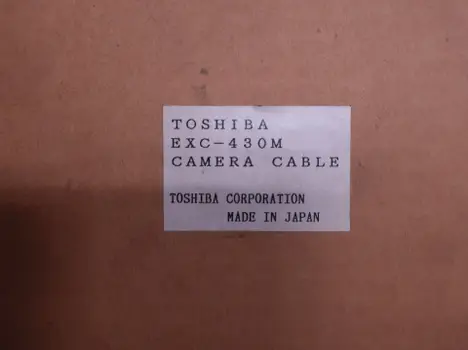 TOSHIBA
EXC-430M
CAMERA CABLE
TOSHIBA CORPORATION
MADE IN JAPAN